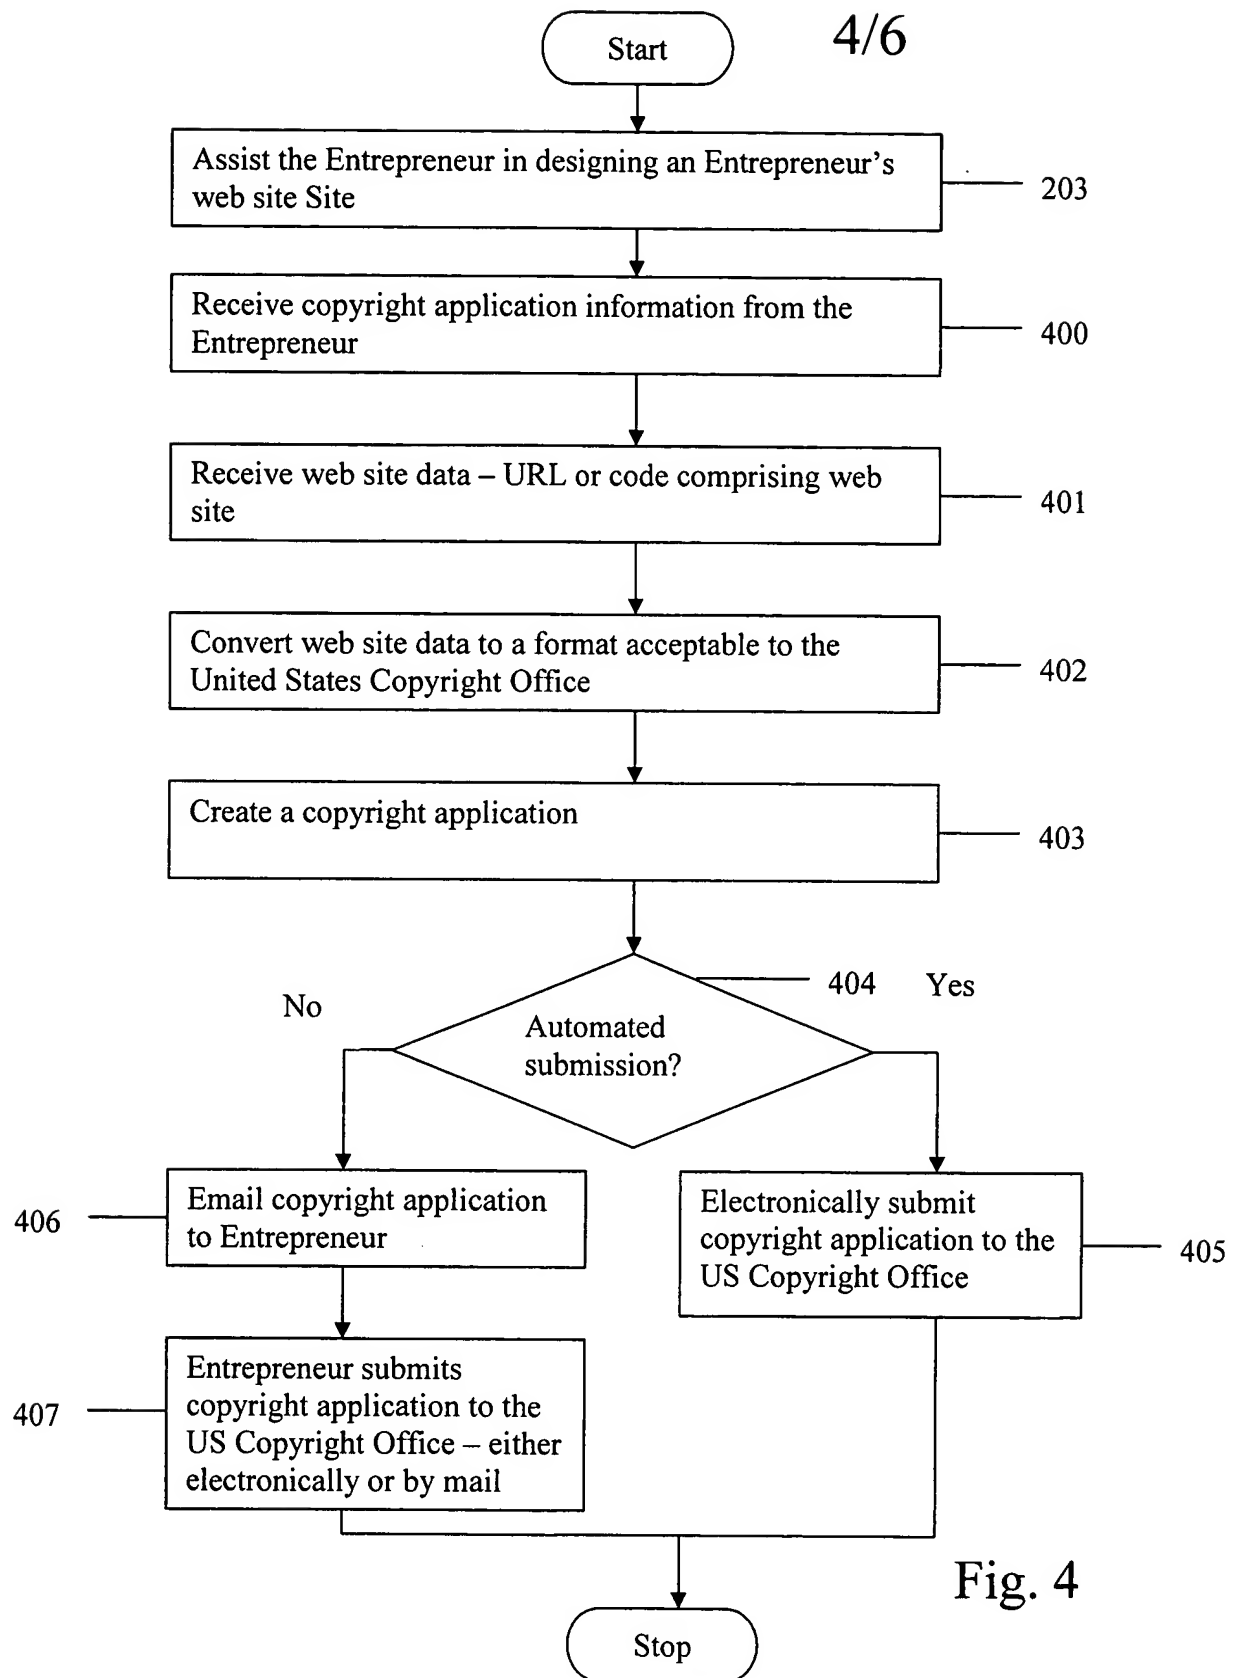 4/6
Start
Assist the Entrepreneur in designing an Entrepreneur's
web site Site
203
Receive copyright application information from the
Entrepreneur
400
Receive web site data – URL or code comprising web
site
401
Convert web site data to a format acceptable to the
United States Copyright Office
402
Create a copyright application
403
404
Yes
No
Automated
submission?
Email copyright application
to Entrepreneur
406
Electronically submit
copyright application to the
US Copyright Office
405
Entrepreneur submits
copyright application to the
US Copyright Office – either
electronically or by mail
407
Fig. 4
Stop